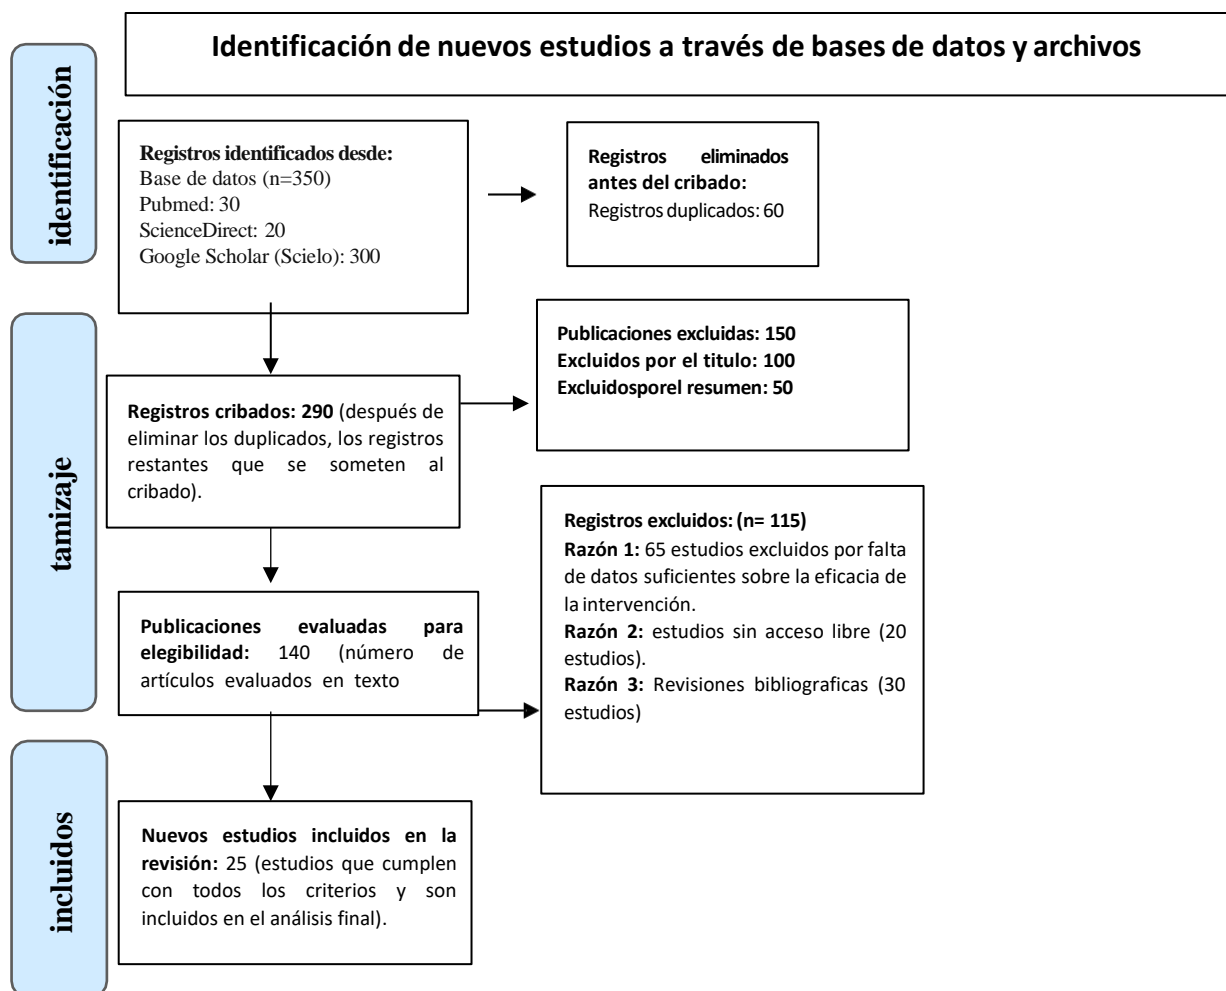 Identificación de nuevos estudios a través de bases de datos y archivos
identificación
Registros identificados desde:
Base de datos (n=350)
Pubmed: 30
ScienceDirect: 20
Google Scholar (Scielo): 300
Registros eliminados
antes del cribado:
Registros duplicados: 60
tamizaje
Publicaciones excluidas: 150
Excluidos por el titulo: 100
Excluidosporel resumen: 50
Registros cribados: 290 (después de
eliminar los duplicados, los registros
restantes que se someten al
cribado).
Registros excluidos: (n= 115)
Razón 1: 65 estudios excluidos por falta
de datos suficientes sobre la eficacia de
la intervención.
Razón 2: estudios sin acceso libre (20
estudios).
Razón 3: Revisiones bibliograficas (30
estudios)
Publicaciones evaluadas para
elegibilidad: 140 (número de
artículos evaluados en texto
incluidos
Nuevos estudios incluidos en la
revisión: 25 (estudios que cumplen
con todos los criterios y son
incluidos en el análisis final).